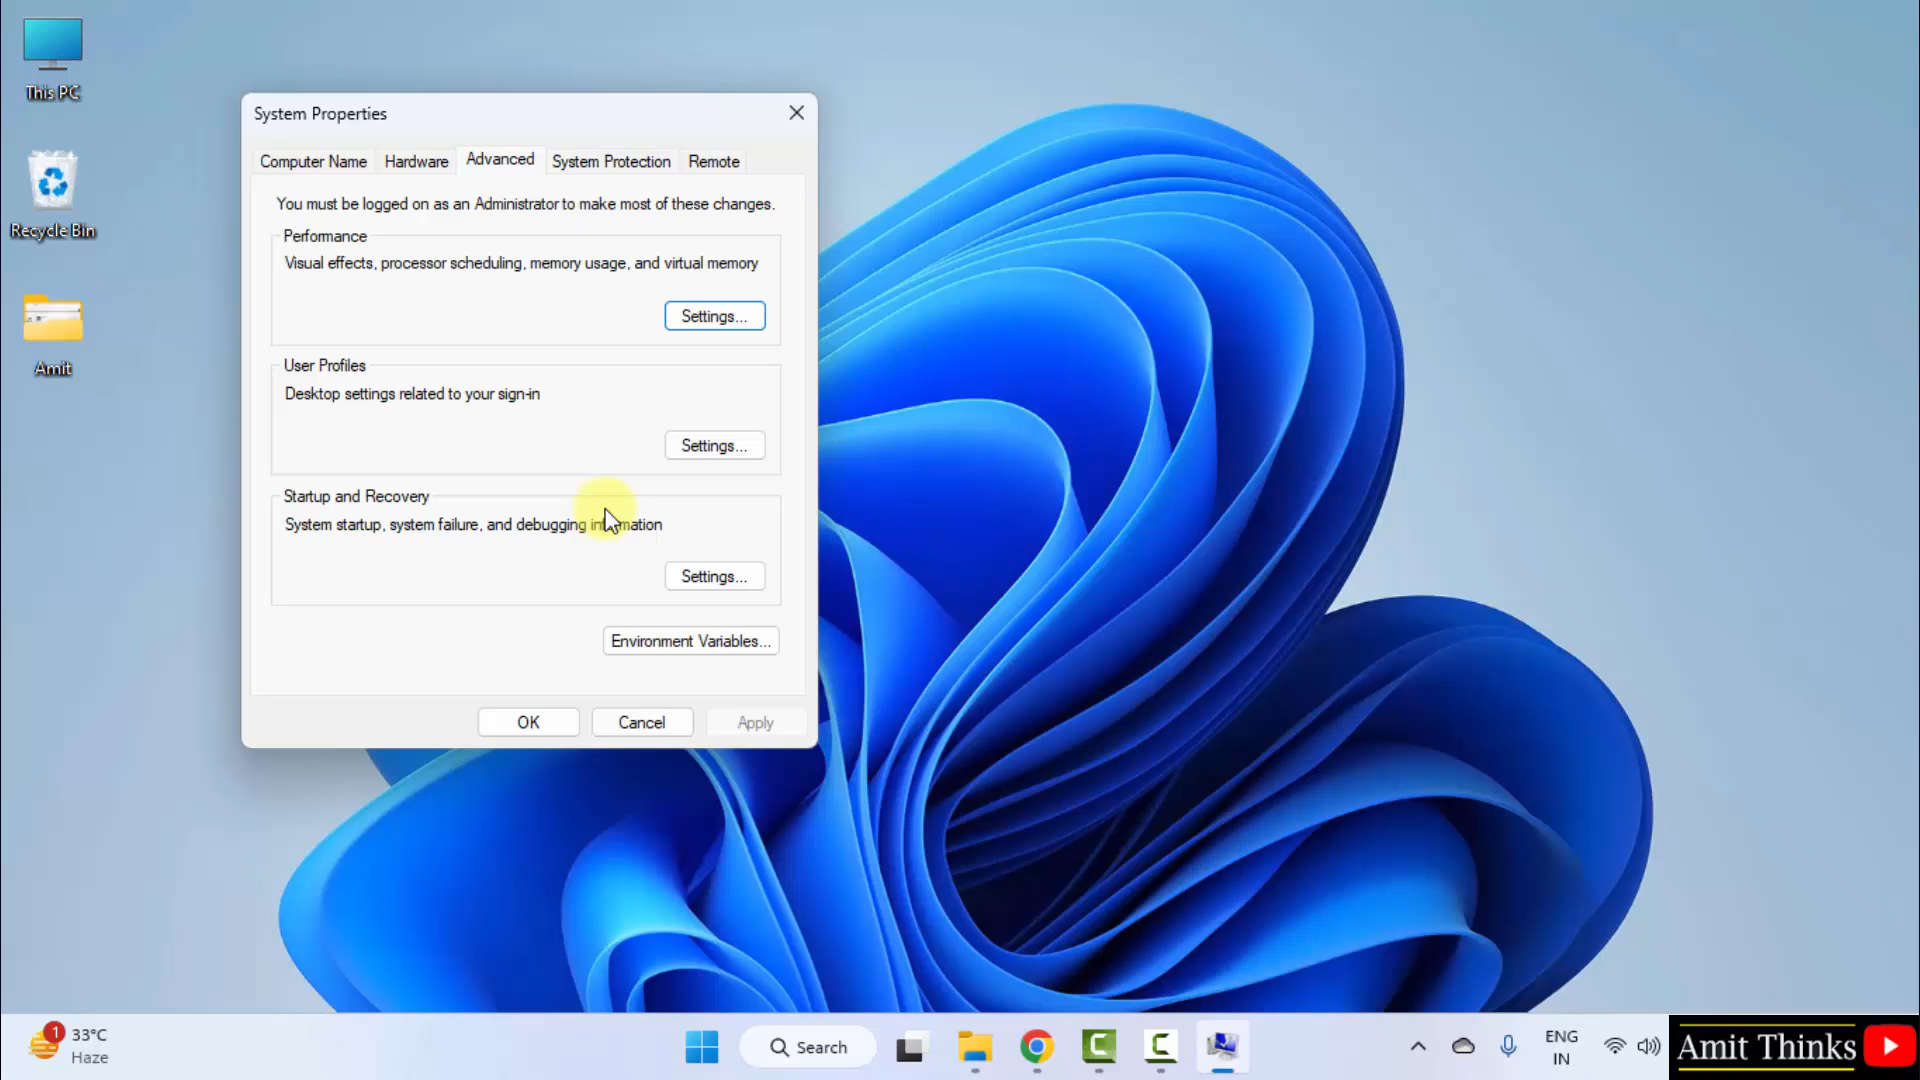 This PC
Recycle Bin
Amit
System Properties
Computer Name
Hardware
Advanced
System Protection
Remote
You must be logged on as an Administrator to make most of these changes.
Performance
Visual effects, processor scheduling, memory usage, and virtual memory
Settings...
User Profiles
Desktop settings related to your sign-in
Settings...
Startup and Recovery
System startup, system failure, and debugging information
Settings...
Environment Variables...
OK
Cancel
Apply
1
33°C
Haze
Search
ENG
IN
Amit Thinks